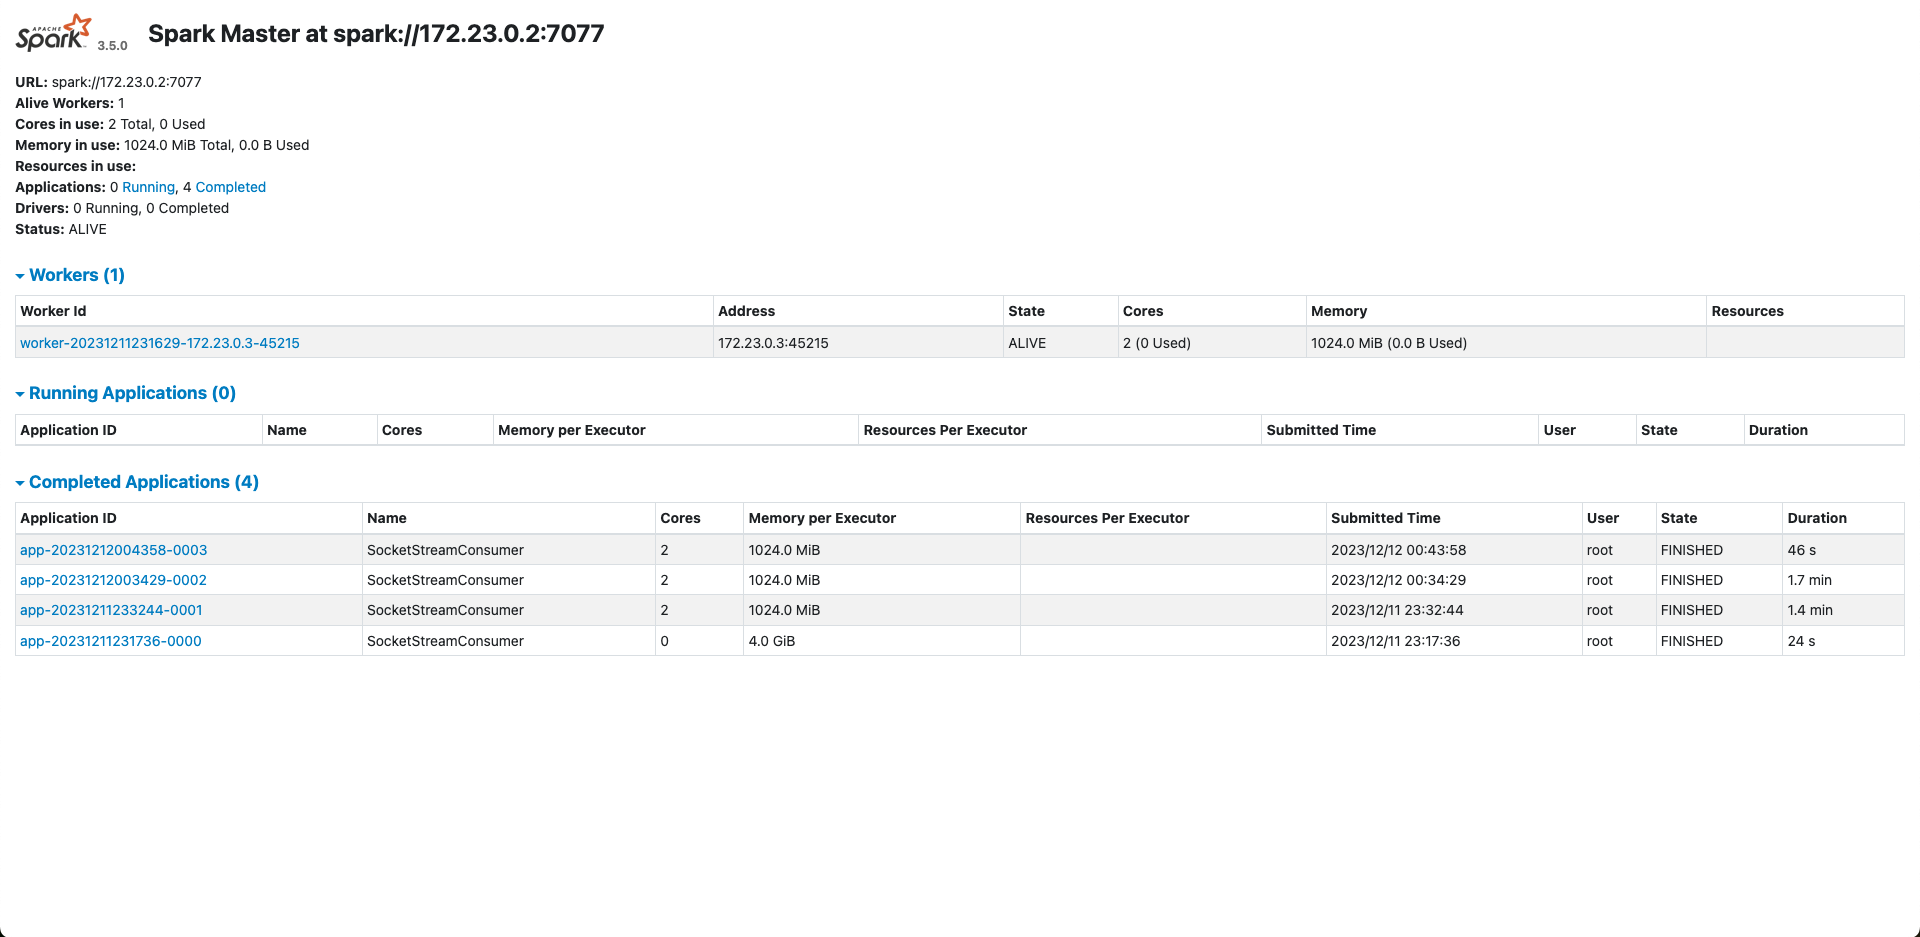 APACHE
Spark 3.5.0 Spark Master at spark://172.23.0.2:7077
URL: spark://172.23.0.2:7077
Alive Workers: 1
Cores in use: 2 Total, 0 Used
Memory in use: 1024.0 MiB Total, 0.0 B Used
Resources in use:
Applications: 0 Running, 4 Completed
Drivers: 0 Running, 0 Completed
Status: ALIVE
Workers (1)
Worker Id Address State Cores Memory Resources
worker-20231211231629-172.23.0.3-45215 172.23.0.3:45215 ALIVE 2 (0 Used) 1024.0 MiB (0.0 B Used)
Running Applications (0)
Application ID Name Cores Memory per Executor Resources Per Executor Submitted Time User State Duration
Completed Applications (4)
Application ID Name Cores Memory per Executor Resources Per Executor Submitted Time User State Duration
app-20231212004358-0003 SocketStreamConsumer 2 1024.0 MiB 2023/12/12 00:43:58 root FINISHED 46 s
app-20231212003429-0002 SocketStreamConsumer 2 1024.0 MiB 2023/12/12 00:34:29 root FINISHED 1.7 min
app-20231211233244-0001 SocketStreamConsumer 2 1024.0 MiB 2023/12/11 23:32:44 root FINISHED 1.4 min
app-20231211231736-0000 SocketStreamConsumer 0 4.0 GiB 2023/12/11 23:17:36 root FINISHED 24 s